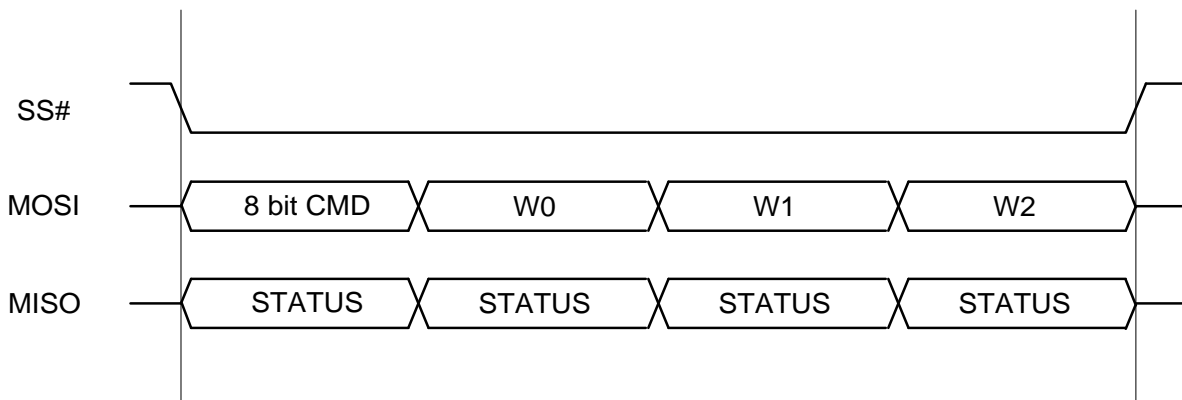 SS#
MOSI 8 bit CMD W0 W1 W2
MISO STATUS STATUS STATUS STATUS